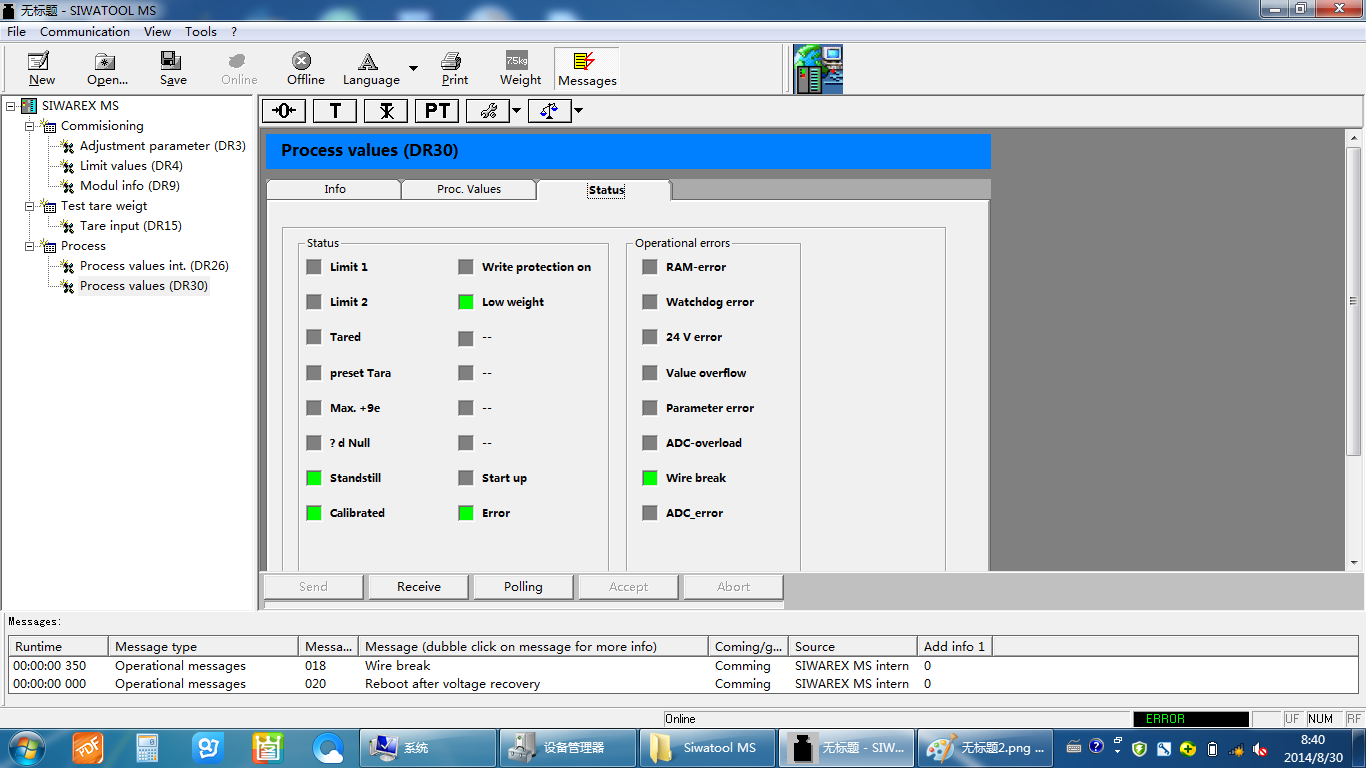 无标题 - SIWATOOL MS
File Communication View Tools ?
New Open... Save Online Offline Language Print 7.5kg Weight Messages
SIWAREX MS
Commisioning
Adjustment parameter (DR3)
Limit values (DR4)
Modul info (DR9)
Test tare weigt
Tare input (DR15)
Process
Process values int. (DR26)
Process values (DR30)
→0← T T PT
Process values (DR30)
Info Proc. Values Status
Status Operational errors
Limit 1 Write protection on RAM-error
Limit 2 Low weight Watchdog error
Tared -- 24 V error
preset Tara -- Value overflow
Max. +9e -- Parameter error
? d Null -- ADC-overload
Standstill Start up Wire break
Calibrated Error ADC_error
Send Receive Polling Accept Abort
Messages:
Runtime Message type Messa... Message (dubble click on message for more info) Coming/g... Source Add info 1
00:00:00 350 Operational messages 018 Wire break Comming SIWAREX MS intern 0
00:00:00 000 Operational messages 020 Reboot after voltage recovery Comming SIWAREX MS intern 0
Online ERROR UF NUM RF
PDF 系统 设备管理器 Siwatool MS 无标题 - SIW... 无标题2.png ... 8:40
2014/8/30